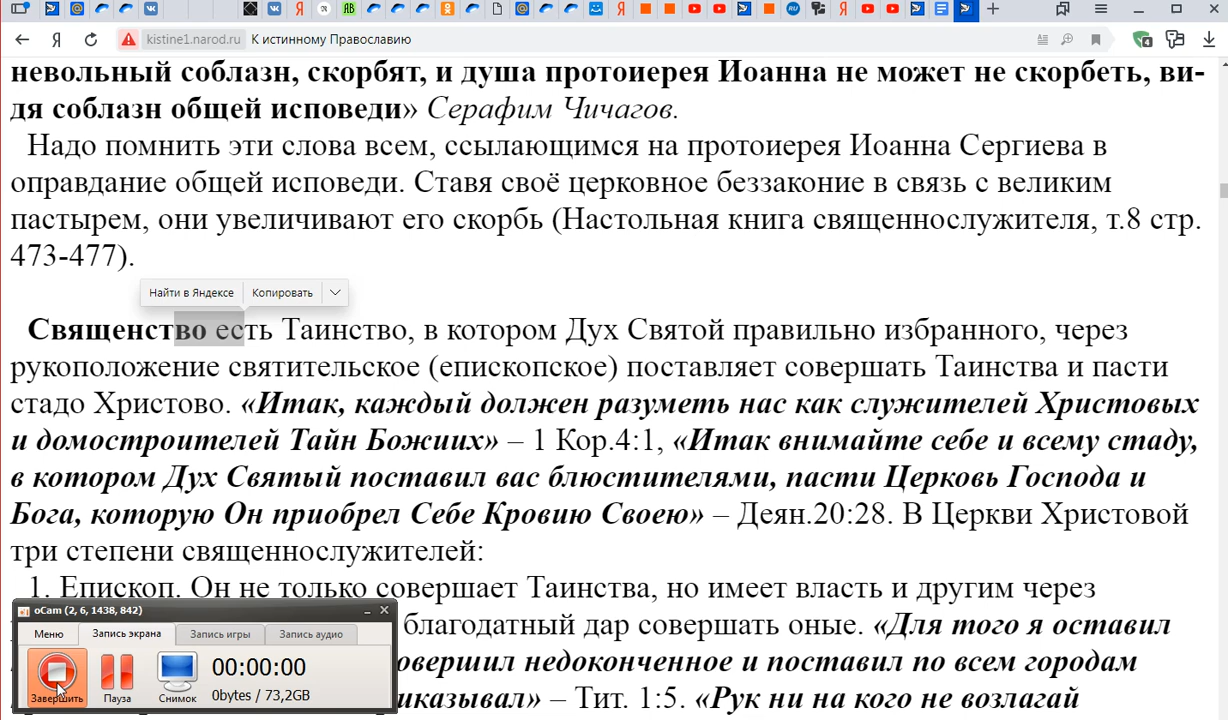 kistine1.narod.ru К истинному Православию
невольный соблазн, скорбят, и душа протоиерея Иоанна не может не скорбеть, ви-
дя соблазн общей исповеди» Серафим Чичагов.
Надо помнить эти слова всем, ссылающимся на протоиерея Иоанна Сергиева в
оправдание общей исповеди. Ставя своё церковное беззаконие в связь с великим
пастырем, они увеличивают его скорбь (Настольная книга священнослужителя, т.8 стр.
473-477).
Найти в Яндексе Копировать
Священство есть Таинство, в котором Дух Святой правильно избранного, через
рукоположение святительское (епископское) поставляет совершать Таинства и пасти
стадо Христово. «Итак, каждый должен разуметь нас как служителей Христовых
и домостроителей Тайн Божиих» – 1 Кор.4:1, «Итак внимайте себе и всему стаду,
в котором Дух Святый поставил вас блюстителями, пасти Церковь Господа и
Бога, которую Он приобрел Себе Кровию Своею» – Деян.20:28. В Церкви Христовой
три степени священнослужителей:
1. Епископ. Он не только совершает Таинства, но имеет власть и другим через
благодатный дар совершать оные. «Для того я оставил
овершил недоконченное и поставил по всем городам
иказывал» – Тит. 1:5. «Рук ни на кого не возлагай
oCam (2, 6, 1438, 842)
Меню Запись экрана Запись игры Запись аудио
00:00:00
Завершить Пауза Снимок 0bytes / 73,2GB